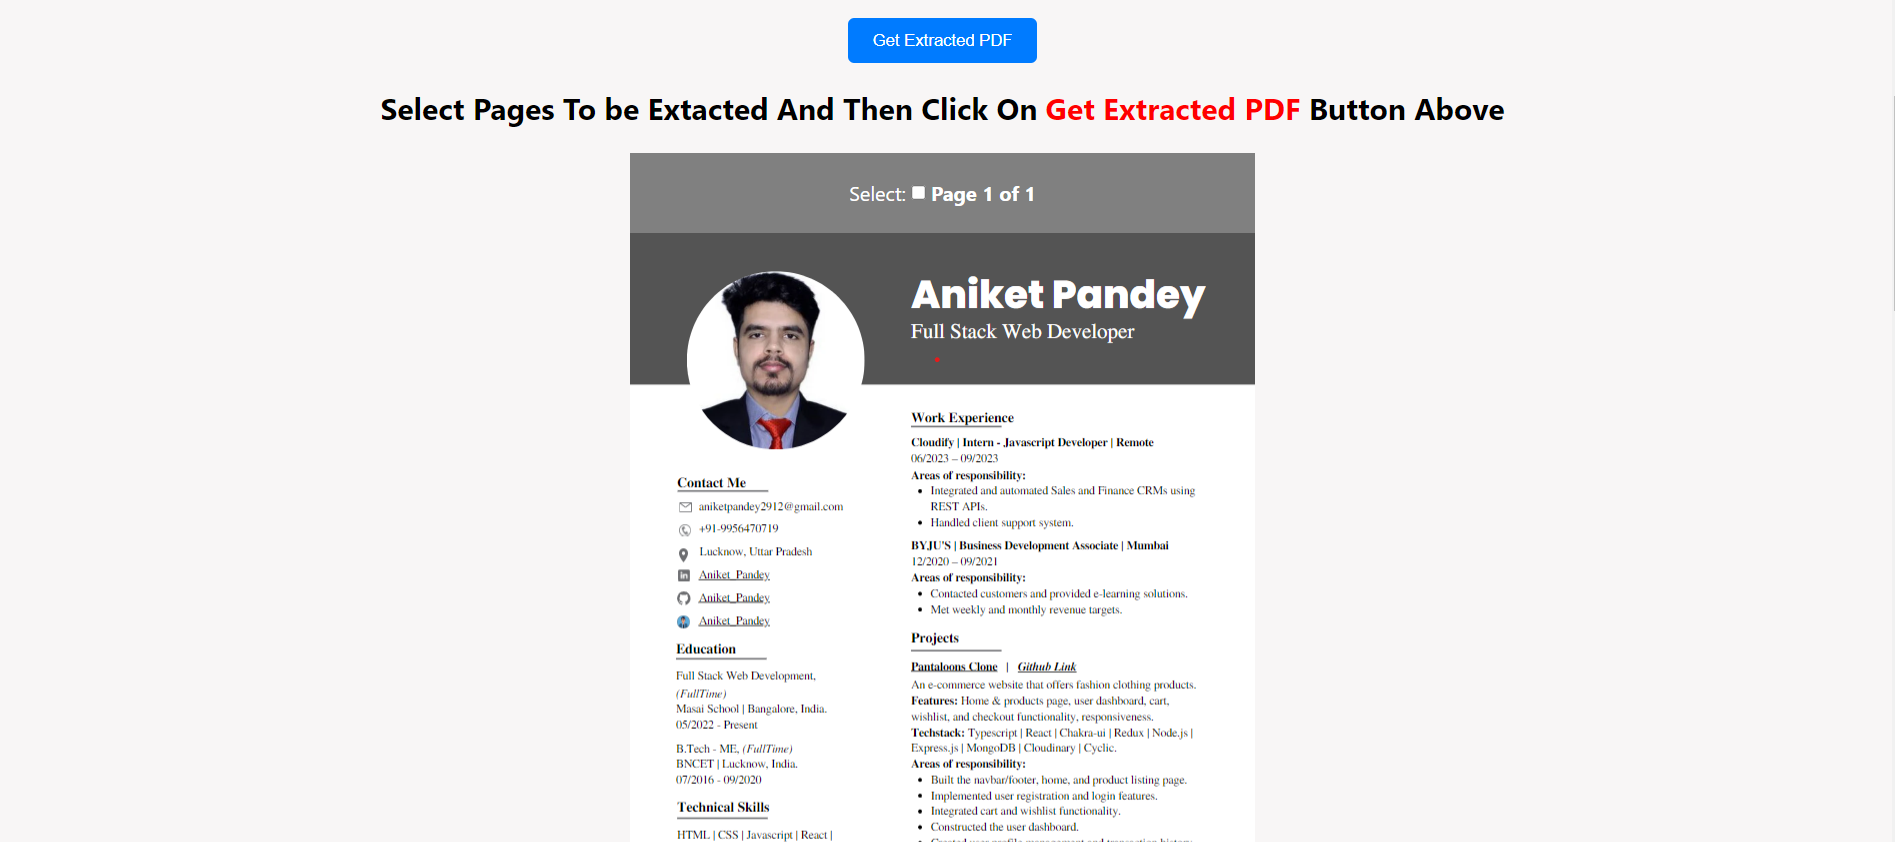 Get Extracted PDF
Select Pages To be Extacted And Then Click On Get Extracted PDF Button Above
Select: Page 1 of 1
Aniket Pandey
Full Stack Web Developer
Contact Me
aniketpandey2912@gmail.com
+91-9956470719
Lucknow, Uttar Pradesh
Aniket_Pandey
Aniket_Pandey
Aniket_Pandey
Education
Full Stack Web Development,
(FullTime)
Masai School | Bangalore, India.
05/2022 - Present
B.Tech - ME, (FullTime)
BNCET | Lucknow, India.
07/2016 - 09/2020
Technical Skills
HTML | CSS | Javascript | React |
Work Experience
Cloudify | Intern - Javascript Developer | Remote
06/2023 – 09/2023
Areas of responsibility:
• Integrated and automated Sales and Finance CRMs using
REST APIs.
• Handled client support system.
BYJU'S | Business Development Associate | Mumbai
12/2020 – 09/2021
Areas of responsibility:
• Contacted customers and provided e-learning solutions.
• Met weekly and monthly revenue targets.
Projects
Pantaloons Clone | Github Link
An e-commerce website that offers fashion clothing products.
Features: Home & products page, user dashboard, cart,
wishlist, and checkout functionality, responsiveness.
Techstack: Typescript | React | Chakra-ui | Redux | Node.js |
Express.js | MongoDB | Cloudinary | Cyclic.
Areas of responsibility:
• Built the navbar/footer, home, and product listing page.
• Implemented user registration and login features.
• Integrated cart and wishlist functionality.
• Constructed the user dashboard.